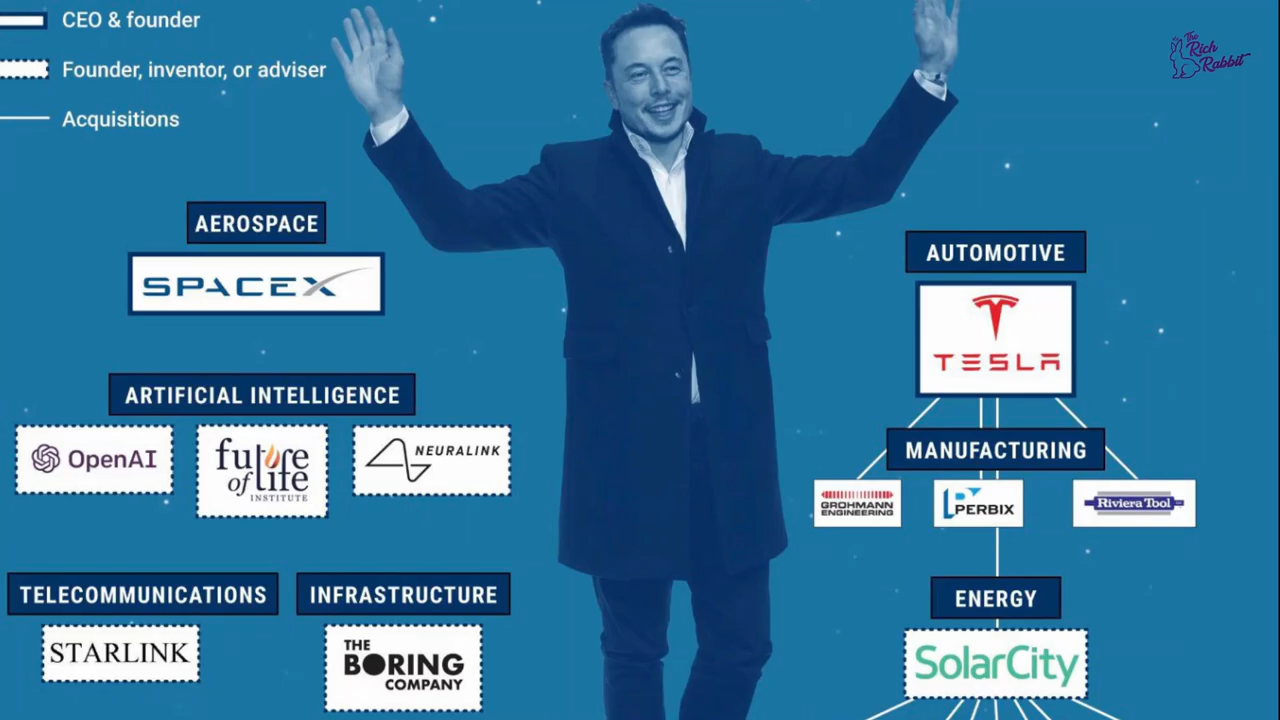 CEO & founder
Founder, inventor, or adviser
Acquisitions
The
Rich
Rabbit
AEROSPACE
SPACEX
ARTIFICIAL INTELLIGENCE
OpenAI
future
of life
INSTITUTE
NEURALINK
TELECOMMUNICATIONS
STARLINK
INFRASTRUCTURE
THE
BORING
COMPANY
AUTOMOTIVE
TESLA
MANUFACTURING
GROHMANN
ENGINEERING
PERBIX
Riviera Tool
ENERGY
SolarCity